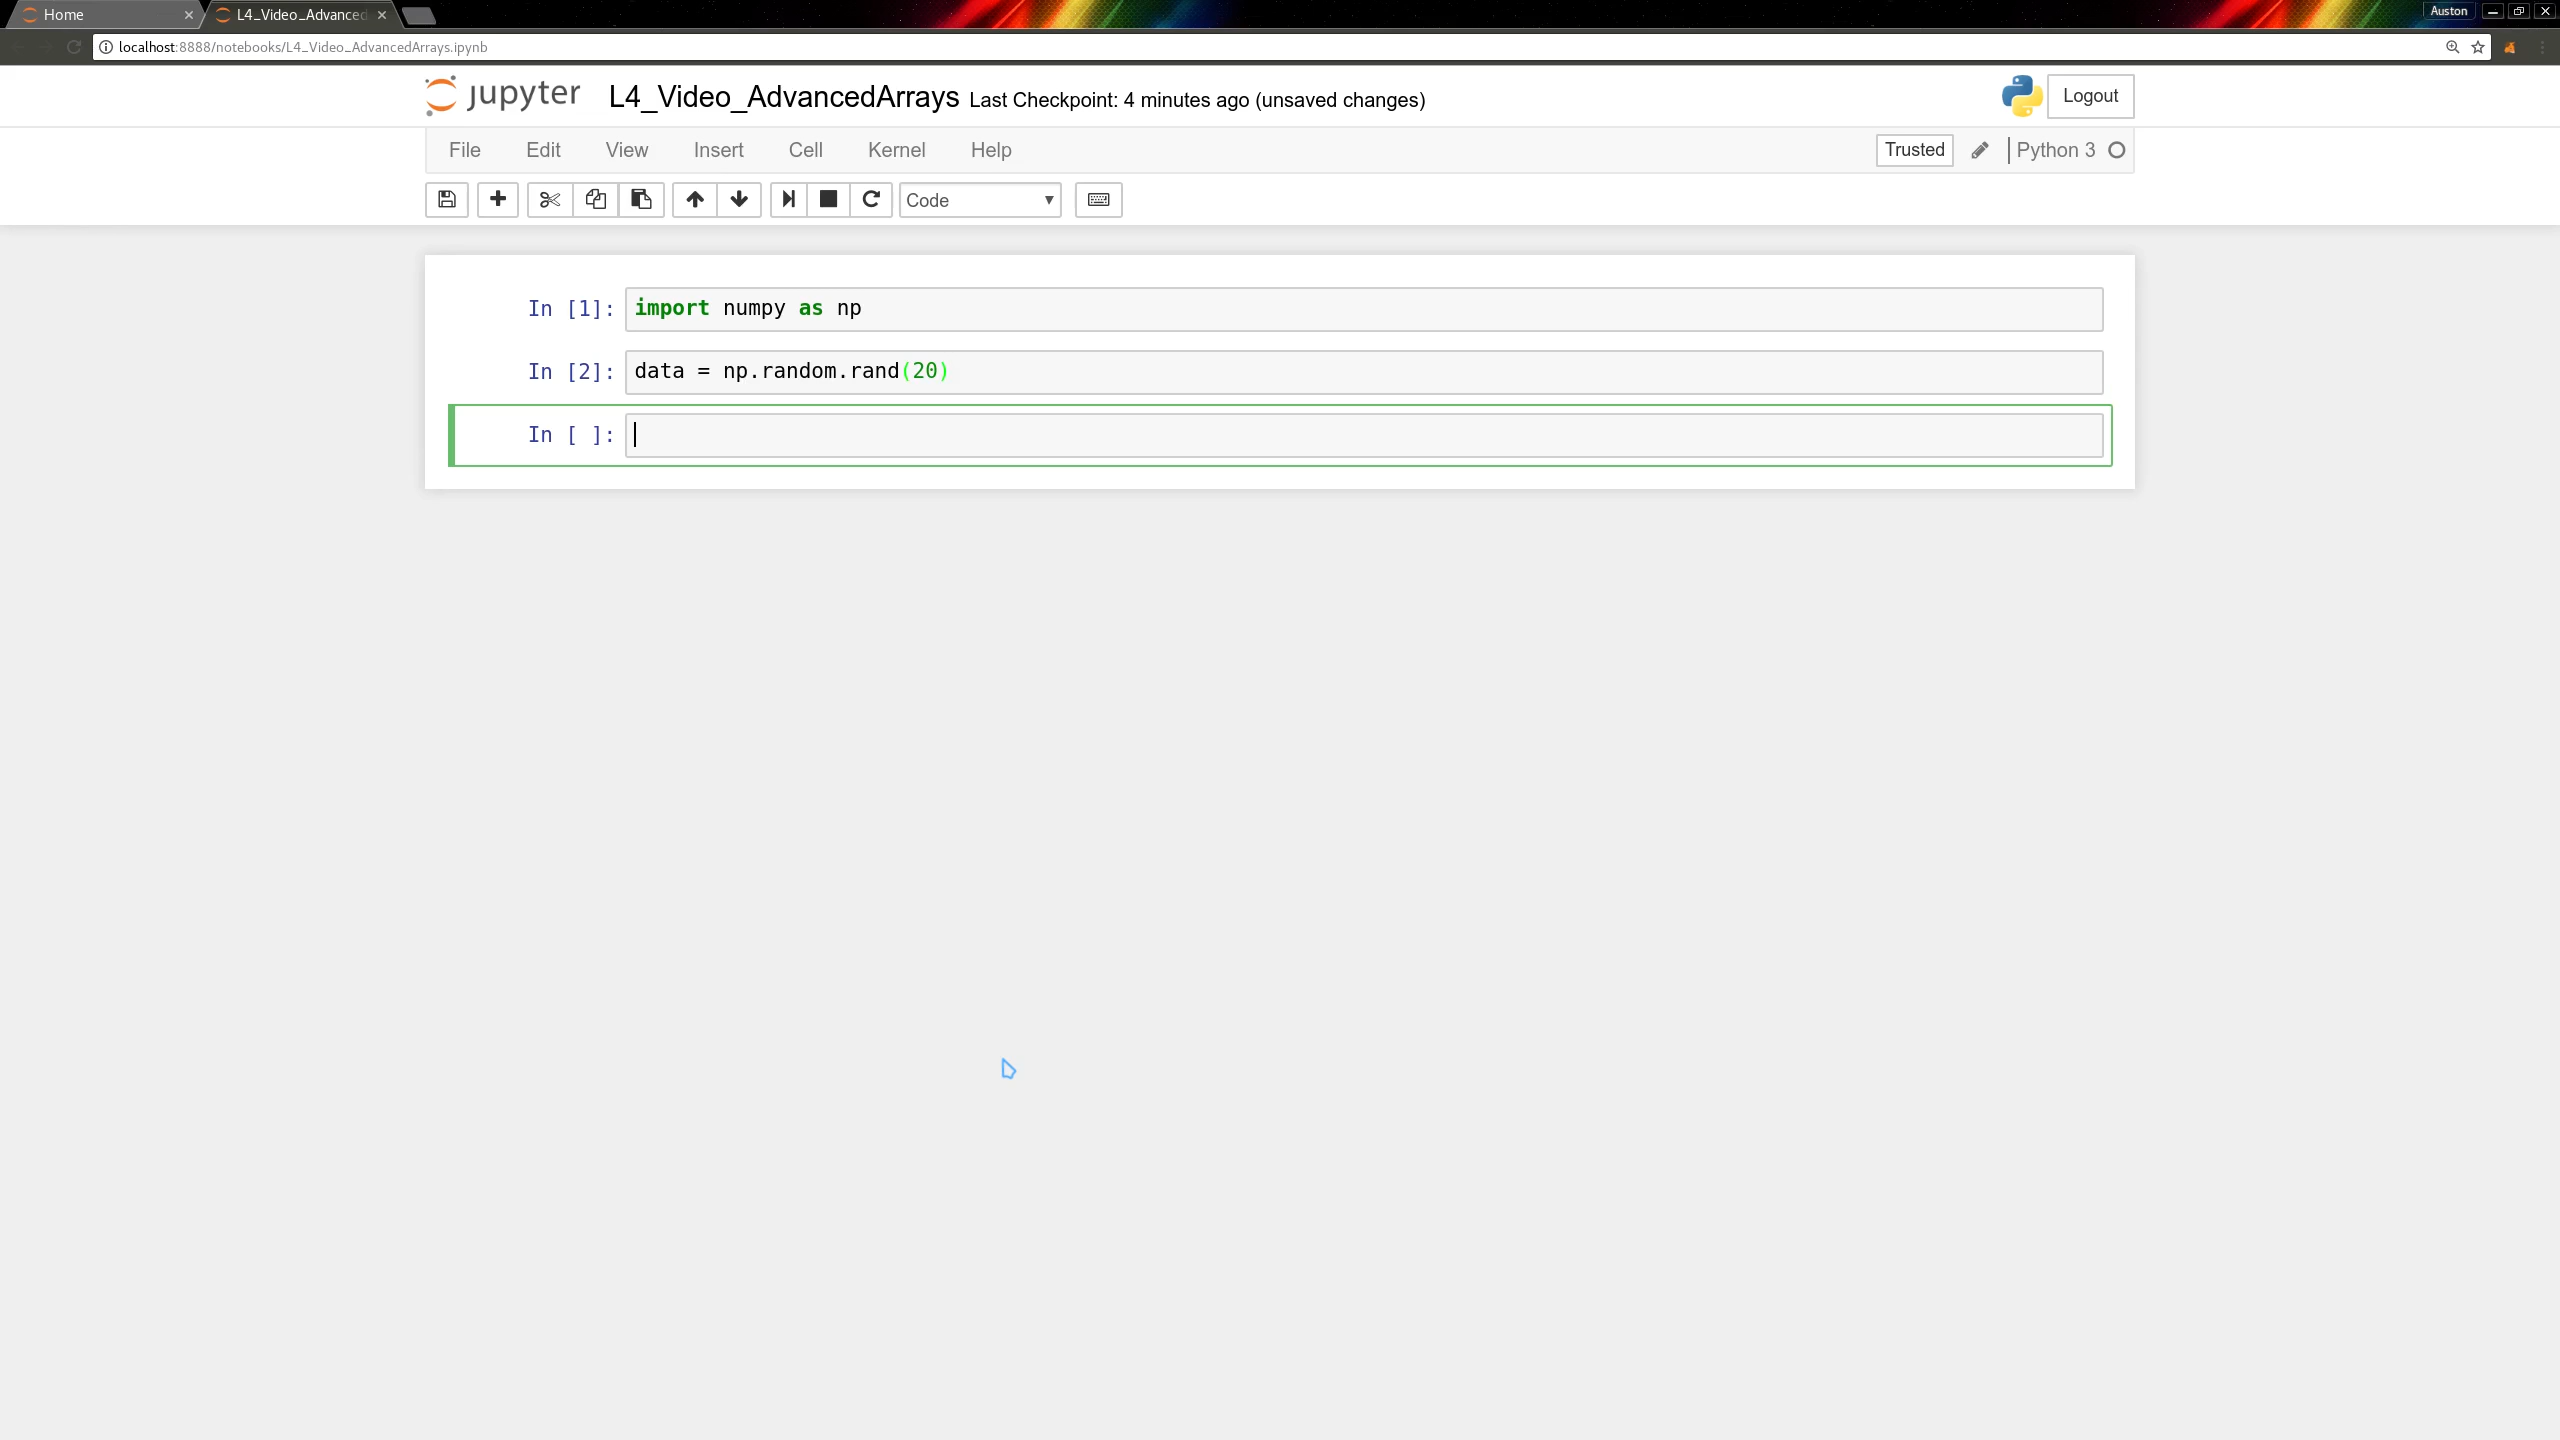 Home
L4_Video_Advanced
Auston
localhost:8888/notebooks/L4_Video_AdvancedArrays.ipynb
jupyter L4_Video_AdvancedArrays Last Checkpoint: 4 minutes ago (unsaved changes)
Logout
File Edit View Insert Cell Kernel Help
Trusted
Python 3
Code
In [1]: import numpy as np
In [2]: data = np.random.rand(20)
In [ ]: